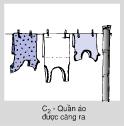 C₂ - Quần áo
được căng ra